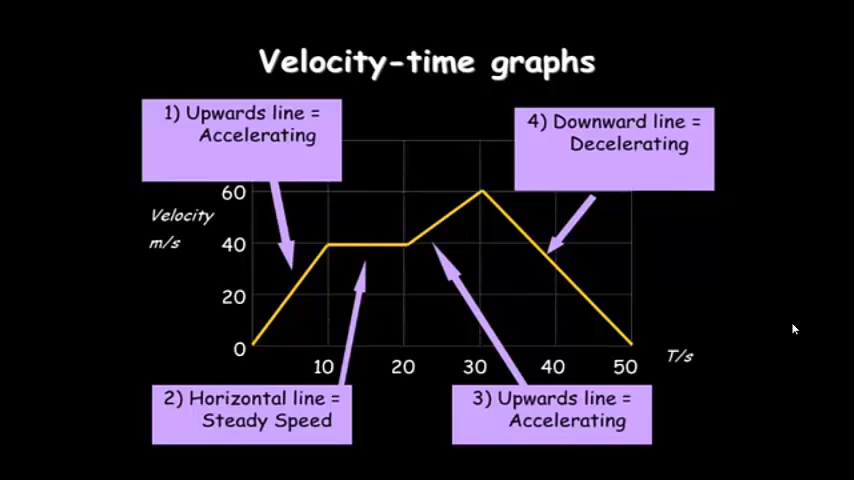 Velocity-time graphs
1) Upwards line =
Accelerating
4) Downward line =
Decelerating
Velocity
m/s
60
40
20
0
10 20 30 40 50
T/s
2) Horizontal line =
Steady Speed
3) Upwards line =
Accelerating